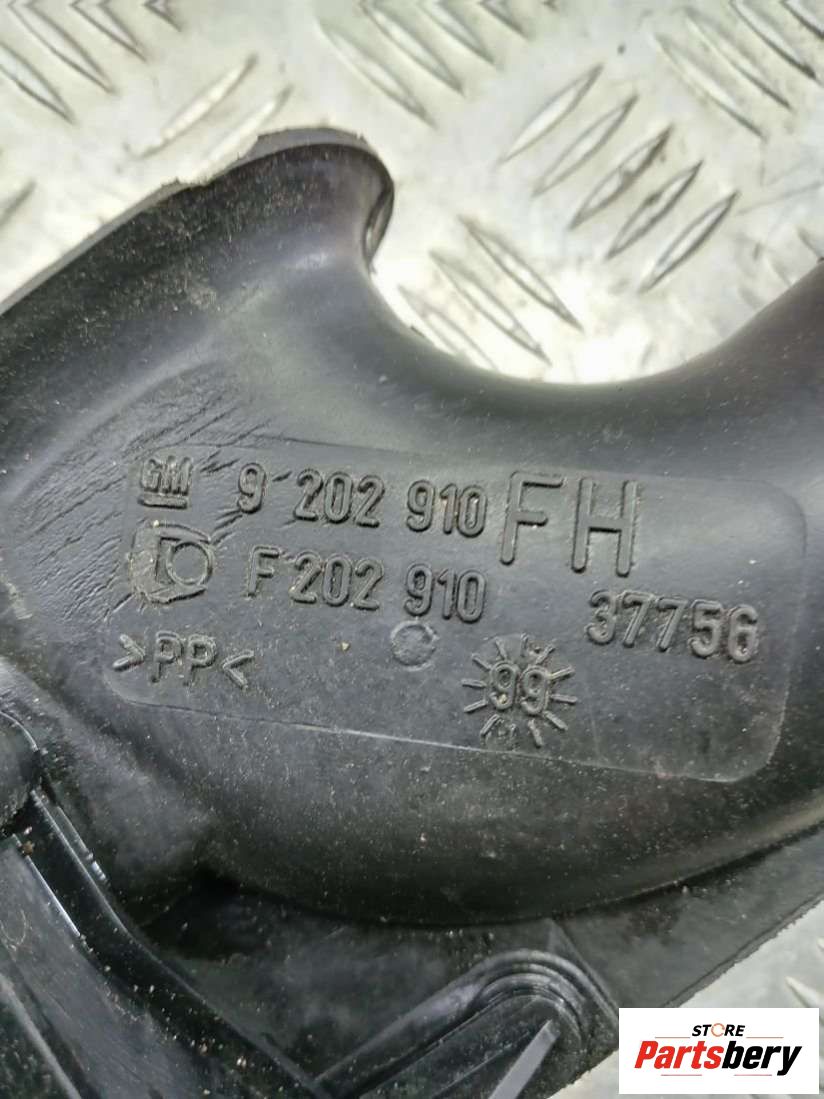 GM 9 202 910 FH
F 202 910
37756
>PP<
99
STORE
Partsbery